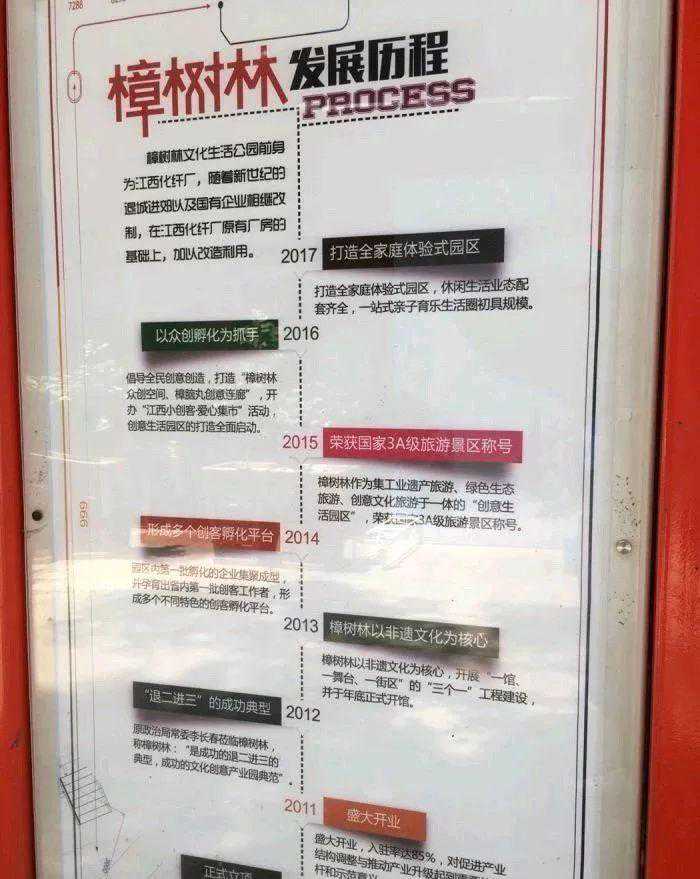 7288
樟树林发展历程
PROCESS
樟树林文化生活公园前身
为江西化纤厂，随着新世纪的
退城进郊以及国有企业相继改
制，在江西化纤厂原有厂房的
基础上，加以改造利用。
2017 打造全家庭体验式园区
打造全家庭体验式园区，休闲生活业态配
套齐全，一站式亲子育乐生活圈初具规模。
以众创孵化为抓手 2016
倡导全民创意创造，打造“樟树林
众创空间、樟脑丸创意连廊”，开
办“江西小创客·爱心集市”活动，
创意生活园区的打造全面启动。
2015 荣获国家3A级旅游景区称号
樟树林作为集工业遗产旅游、绿色生态
旅游、创意文化旅游于一体的“创意生
活园区”，荣获国家3A级旅游景区称号。
形成多个创客孵化平台 2014
园区内第一批孵化的企业集聚成型，
并孕育出省内第一批创客工作者，形
成多个不同特色的创客孵化平台。
2013 樟树林以非遗文化为核心
樟树林以非遗文化为核心，开展“一馆、
一舞台、一街区”的“三个一”工程建设，
并于年底正式开馆。
“退二进三”的成功典型 2012
原政治局常委李长春莅临樟树林，
称樟树林：“是成功的退二进三的
典型，成功的文化创意产业园典范”。
2011 盛大开业
盛大开业，入驻率达85%，对促进产业
结构调整与推动产业升级起到
正式立项
666